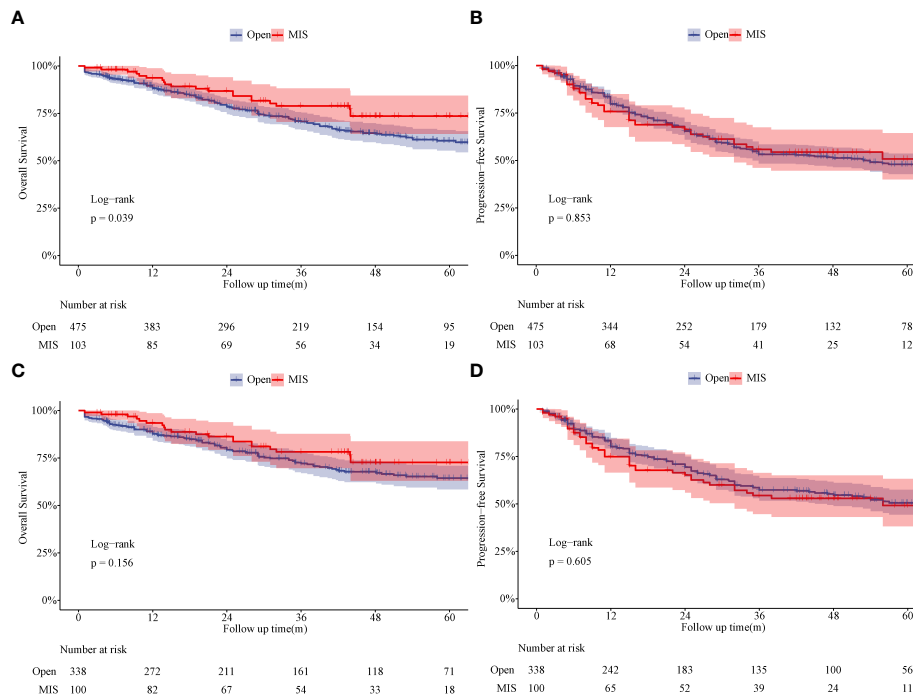 A
Open MIS
100%
75%
50%
25%
0%
Overall Survival
Log-rank
p = 0.039
0 12 24 36 48 60
Follow up time(m)
Number at risk
Open 475 383 296 219 154 95
MIS 103 85 69 56 34 19
B
Open MIS
100%
75%
50%
25%
0%
Progression-free Survival
Log-rank
p = 0.853
0 12 24 36 48 60
Follow up time(m)
Number at risk
Open 475 344 252 179 132 78
MIS 103 68 54 41 25 12
C
Open MIS
100%
75%
50%
25%
0%
Overall Survival
Log-rank
p = 0.156
0 12 24 36 48 60
Follow up time(m)
Number at risk
Open 338 272 211 161 118 71
MIS 100 82 67 54 33 18
D
Open MIS
100%
75%
50%
25%
0%
Progression-free Survival
Log-rank
p = 0.605
0 12 24 36 48 60
Follow up time(m)
Number at risk
Open 338 242 183 135 100 56
MIS 100 65 52 39 24 11